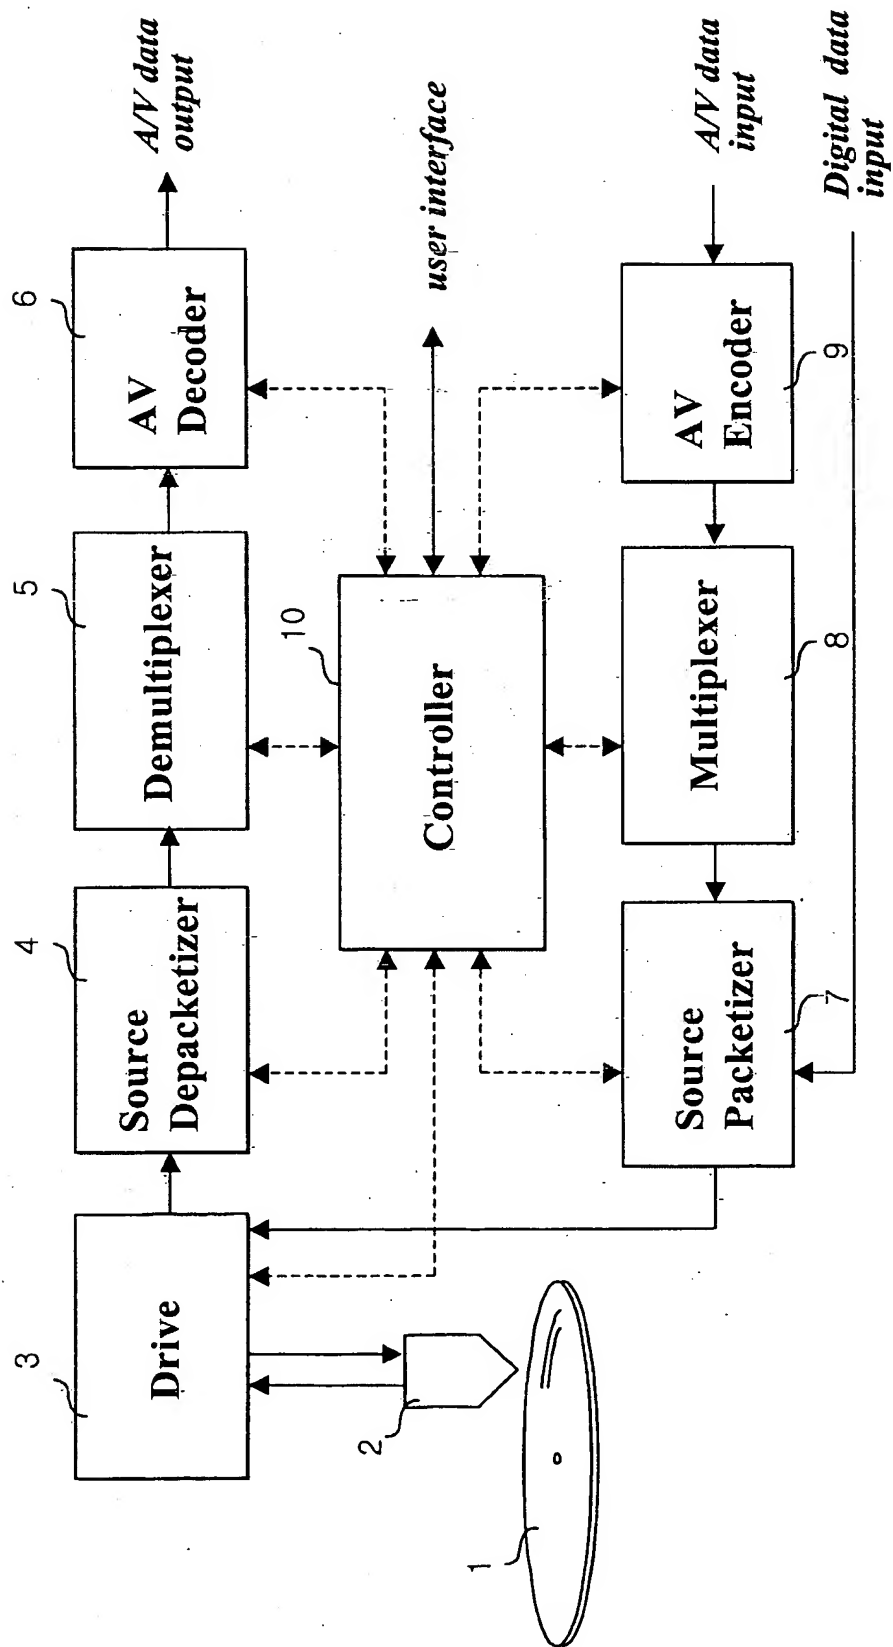 3
Drive
4
Source
Depacketizer
5
Demultiplexer
6
AV
Decoder
A/V data
output
10
Controller
user interface
2
1
Source
Packetizer
7
Multiplexer
8
AV
Encoder
9
A/V data
input
Digital data
input